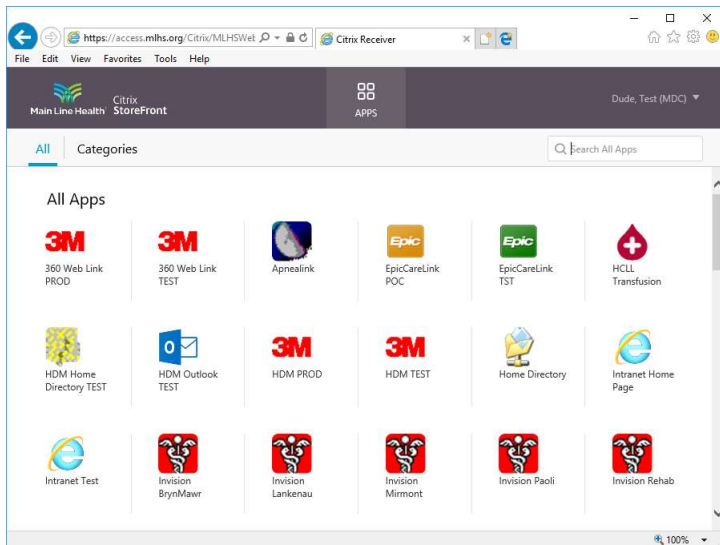 https://access.mlhs.org/Citrix/MLHSWeb
Citrix Receiver
File Edit View Favorites Tools Help
Main Line Health
Citrix
StoreFront
APPS
Dude, Test (MDC)
All Categories
Search All Apps
All Apps
3M 3M Epic Epic
360 Web Link
PROD
360 Web Link
TEST
Apnealink
EpicCareLink
POC
EpicCareLink
TST
HCLL
Transfusion
3M 3M
HDM Home
Directory TEST
HDM Outlook
TEST
HDM PROD
HDM TEST
Home Directory
Intranet Home
Page
Intranet Test
Invision
BrynMawr
Invision
Lankenau
Invision
Mirmont
Invision Paoli
Invision Rehab
100%